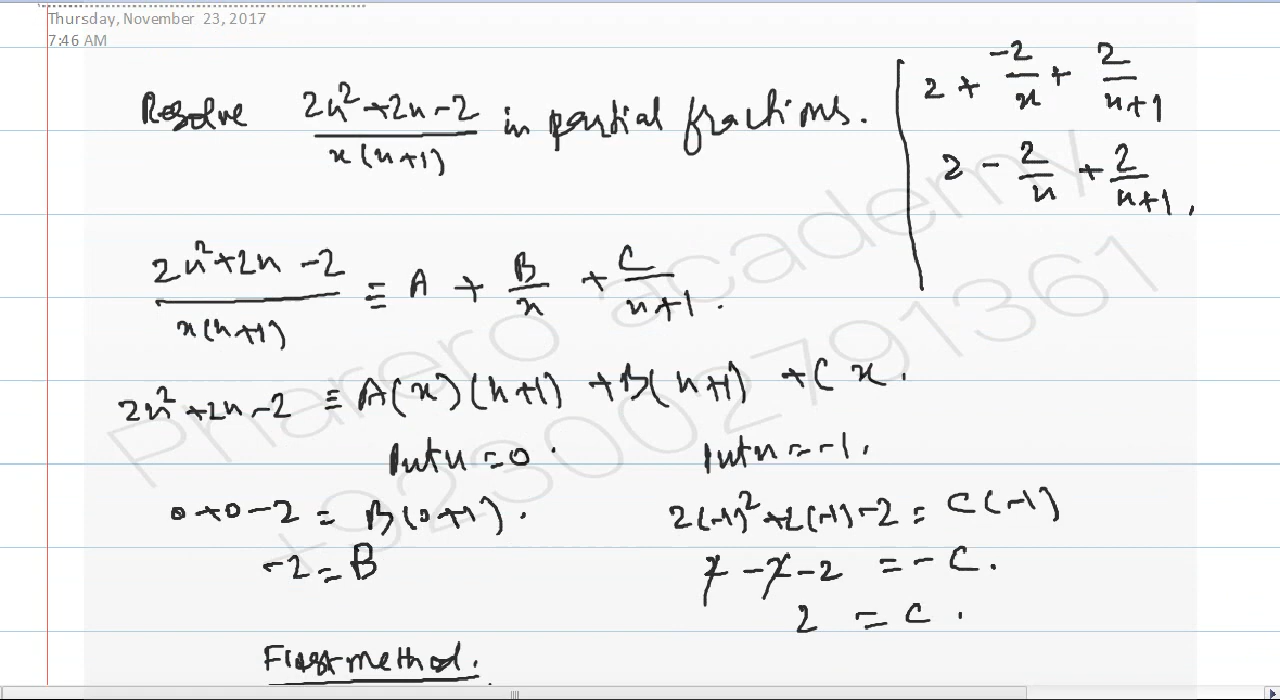 Thursday, November 23, 2017
7:46 AM
Resolve (2x²+2x-2)/(x(x+1)) in partial fractions.
(2x²+2x-2)/(x(x+1)) ≡ A + B/x + C/(x+1).
2x²+2x-2 ≡ A(x)(x+1) + B(x+1) + Cx.
Put x=0.
0+0-2 = B(0+1).
-2 = B
Put x=-1.
2(-1)²+2(-1)-2 = C(-1)
2-2-2 = -C.
2 = C.
First method.
2 + -2/x + 2/(x+1)
2 - 2/x + 2/(x+1),
Pharero academy
+923002791361